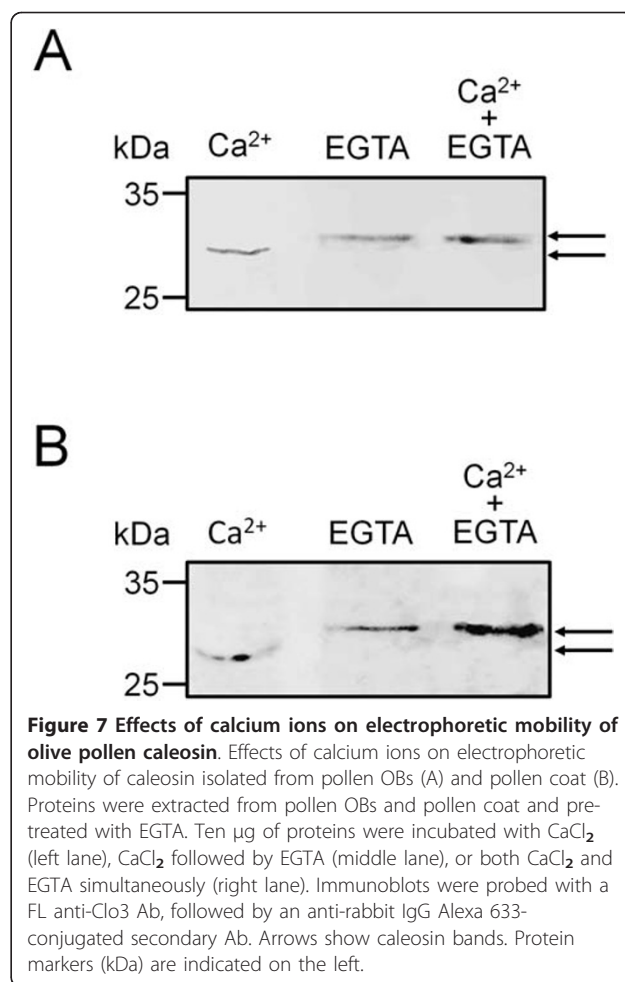 A
kDa Ca²⁺ EGTA Ca²⁺ + EGTA
35
25
B
kDa Ca²⁺ EGTA Ca²⁺ + EGTA
35
25
Figure 7 Effects of calcium ions on electrophoretic mobility of
olive pollen caleosin. Effects of calcium ions on electrophoretic
mobility of caleosin isolated from pollen OBs (A) and pollen coat (B).
Proteins were extracted from pollen OBs and pollen coat and pre-
treated with EGTA. Ten μg of proteins were incubated with CaCl₂
(left lane), CaCl₂ followed by EGTA (middle lane), or both CaCl₂ and
EGTA simultaneously (right lane). Immunoblots were probed with a
FL anti-Clo3 Ab, followed by an anti-rabbit IgG Alexa 633-
conjugated secondary Ab. Arrows show caleosin bands. Protein
markers (kDa) are indicated on the left.